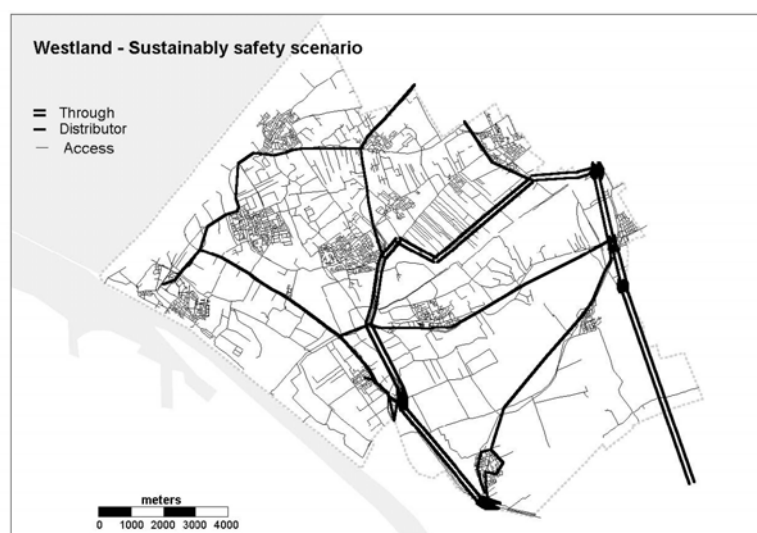 Westland - Sustainably safety scenario
Through
Distributor
Access
meters
0 1000 2000 3000 4000